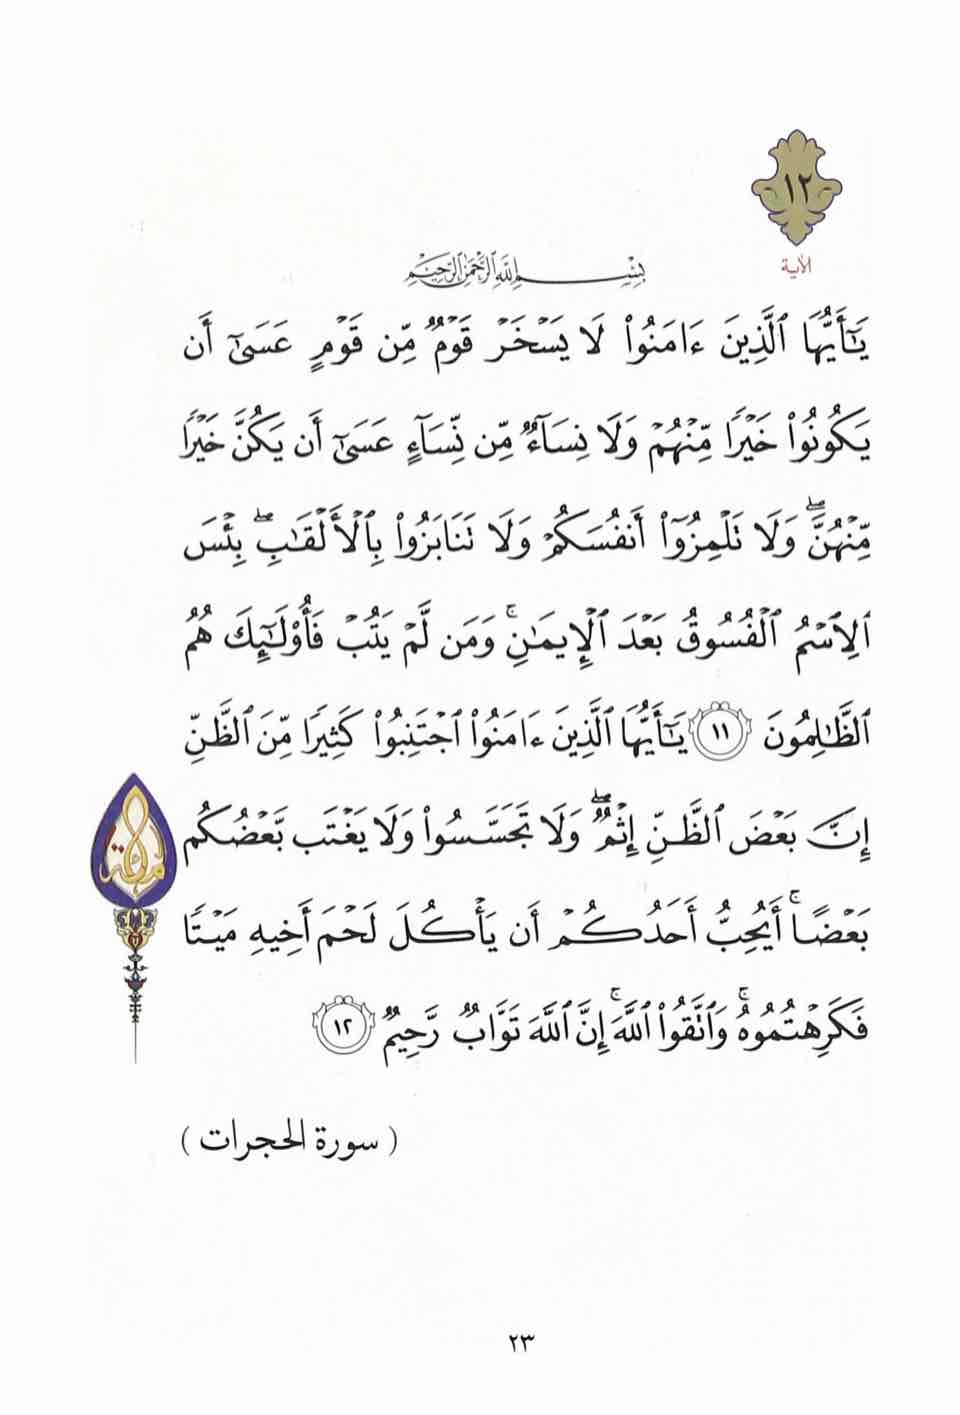 ١٢
الآية
بِسْمِ اللَّهِ الرَّحْمَٰنِ الرَّحِيمِ
يَٰٓأَيُّهَا ٱلَّذِينَ ءَامَنُوا۟ لَا يَسْخَرْ قَوْمٌ مِّن قَوْمٍ عَسَىٰٓ أَن
يَكُونُوا۟ خَيْرًا مِّنْهُمْ وَلَا نِسَآءٌ مِّن نِّسَآءٍ عَسَىٰٓ أَن يَكُنَّ خَيْرًا
مِّنْهُنَّ ۖ وَلَا تَلْمِزُوٓا۟ أَنفُسَكُمْ وَلَا تَنَابَزُوا۟ بِٱلْأَلْقَٰبِ ۖ بِئْسَ
ٱلِٱسْمُ ٱلْفُسُوقُ بَعْدَ ٱلْإِيمَٰنِ ۚ وَمَن لَّمْ يَتُبْ فَأُو۟لَٰٓئِكَ هُمُ
ٱلظَّٰلِمُونَ ١١ يَٰٓأَيُّهَا ٱلَّذِينَ ءَامَنُوا۟ ٱجْتَنِبُوا۟ كَثِيرًا مِّنَ ٱلظَّنِّ
إِنَّ بَعْضَ ٱلظَّنِّ إِثْمٌ ۖ وَلَا تَجَسَّسُوا۟ وَلَا يَغْتَب بَّعْضُكُم
بَعْضًا ۚ أَيُحِبُّ أَحَدُكُمْ أَن يَأْكُلَ لَحْمَ أَخِيهِ مَيْتًا
فَكَرِهْتُمُوهُ ۚ وَٱتَّقُوا۟ ٱللَّهَ ۚ إِنَّ ٱللَّهَ تَوَّابٌ رَّحِيمٌ ١٢
( سورة الحجرات )
٢٣